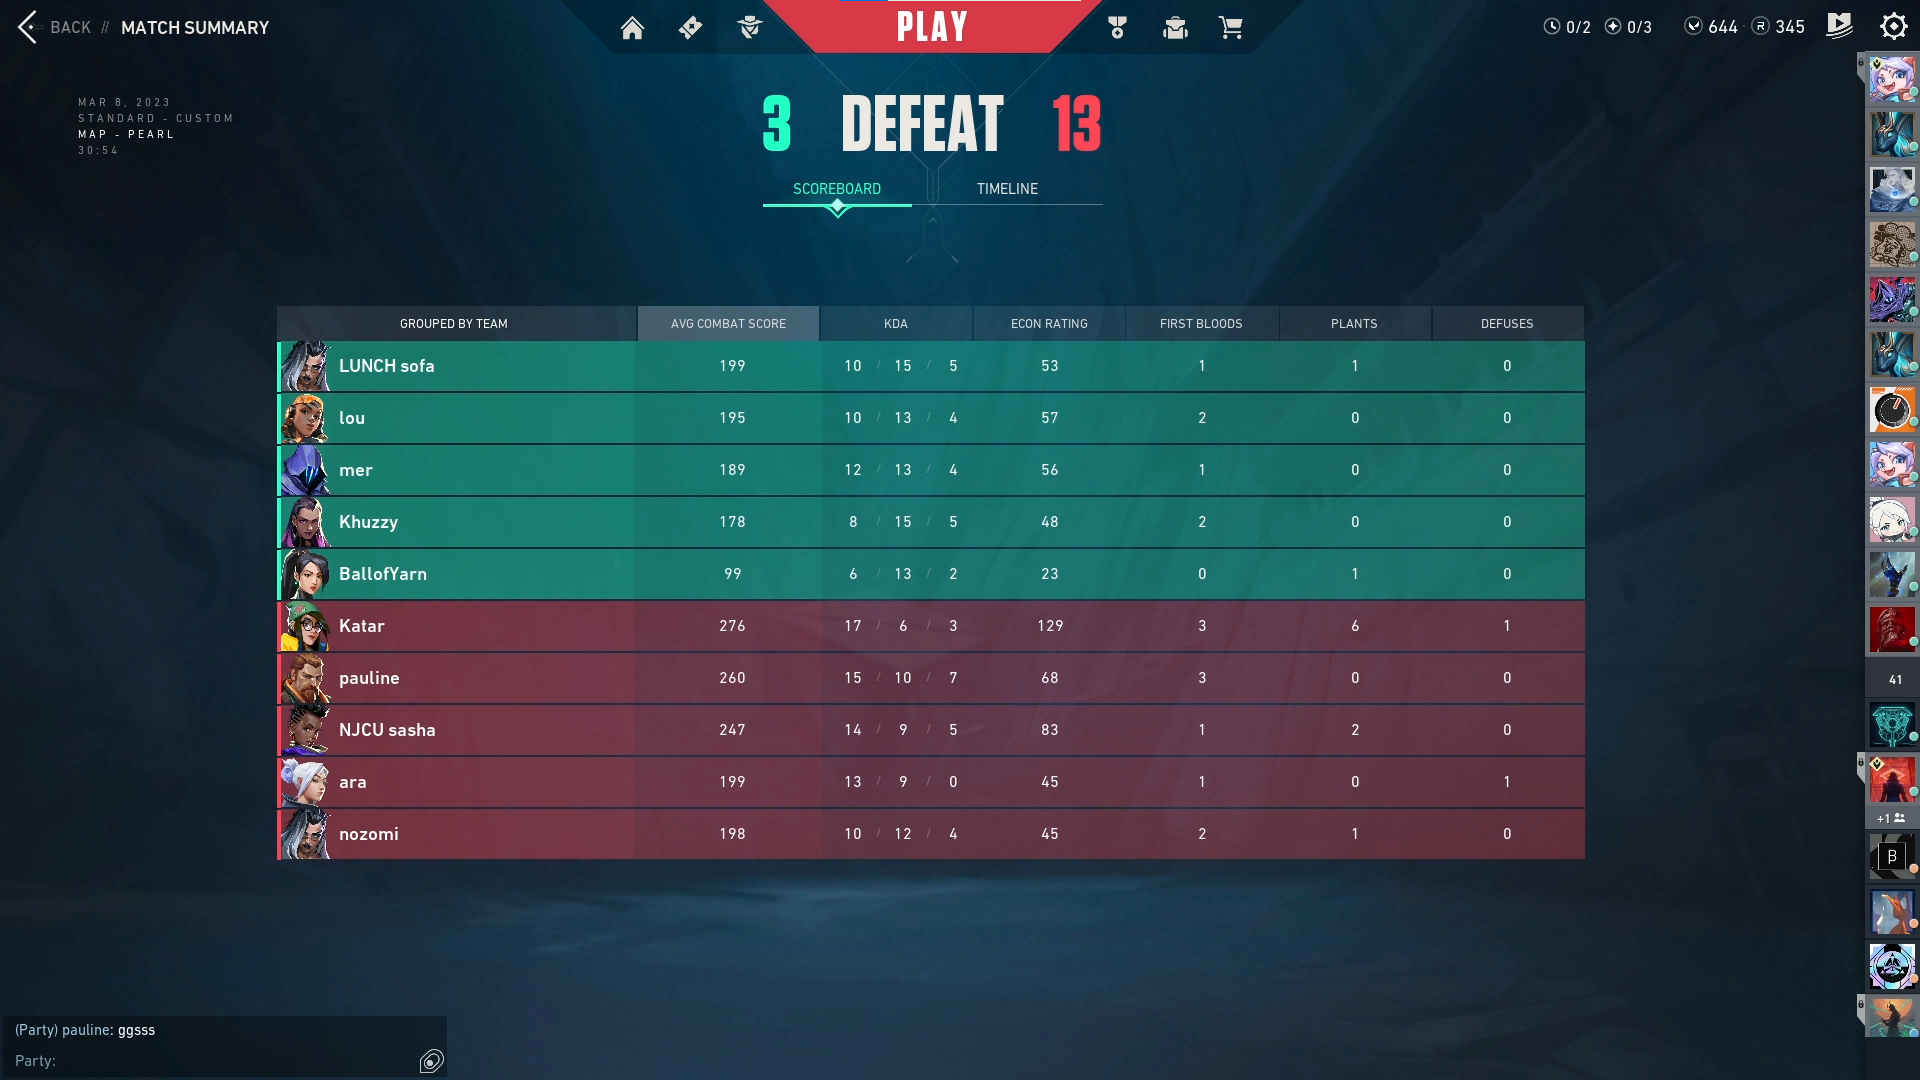 BACK // MATCH SUMMARY
PLAY
0/2 0/3 644 R 345
MAR 8, 2023
STANDARD - CUSTOM
MAP - PEARL
30:54
3 DEFEAT 13
SCOREBOARD TIMELINE
GROUPED BY TEAM AVG COMBAT SCORE KDA ECON RATING FIRST BLOODS PLANTS DEFUSES
LUNCH sofa 199 10 / 15 / 5 53 1 1 0
lou 195 10 / 13 / 4 57 2 0 0
mer 189 12 / 13 / 4 56 1 0 0
Khuzzy 178 8 / 15 / 5 48 2 0 0
BallofYarn 99 6 / 13 / 2 23 0 1 0
Katar 276 17 / 6 / 3 129 3 6 1
pauline 260 15 / 10 / 7 68 3 0 0
NJCU sasha 247 14 / 9 / 5 83 1 2 0
ara 199 13 / 9 / 0 45 1 0 1
nozomi 198 10 / 12 / 4 45 2 1 0
41
+1
B
(Party) pauline: ggsss
Party: